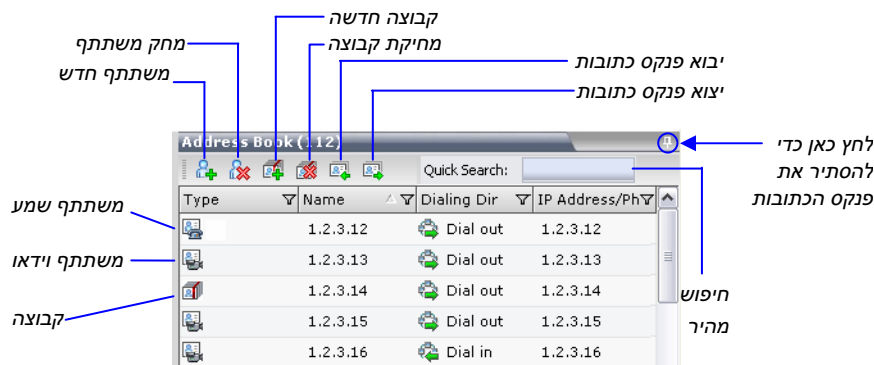 קבוצה חדשה
מחק משתתף
מחיקת קבוצה
יבוא פנקס כתובות
משתתף חדש
יצוא פנקס כתובות
Address Book (112)
לחץ כאן כדי
להסתיר את
פנקס הכתובות
Quick Search:
Type Name Dialing Dir IP Address/Ph
משתתף שמע
1.2.3.12 Dial out 1.2.3.12
משתתף וידאו
1.2.3.13 Dial out 1.2.3.13
קבוצה
1.2.3.14 Dial out 1.2.3.14
חיפוש
מהיר
1.2.3.15 Dial out 1.2.3.15
1.2.3.16 Dial in 1.2.3.16